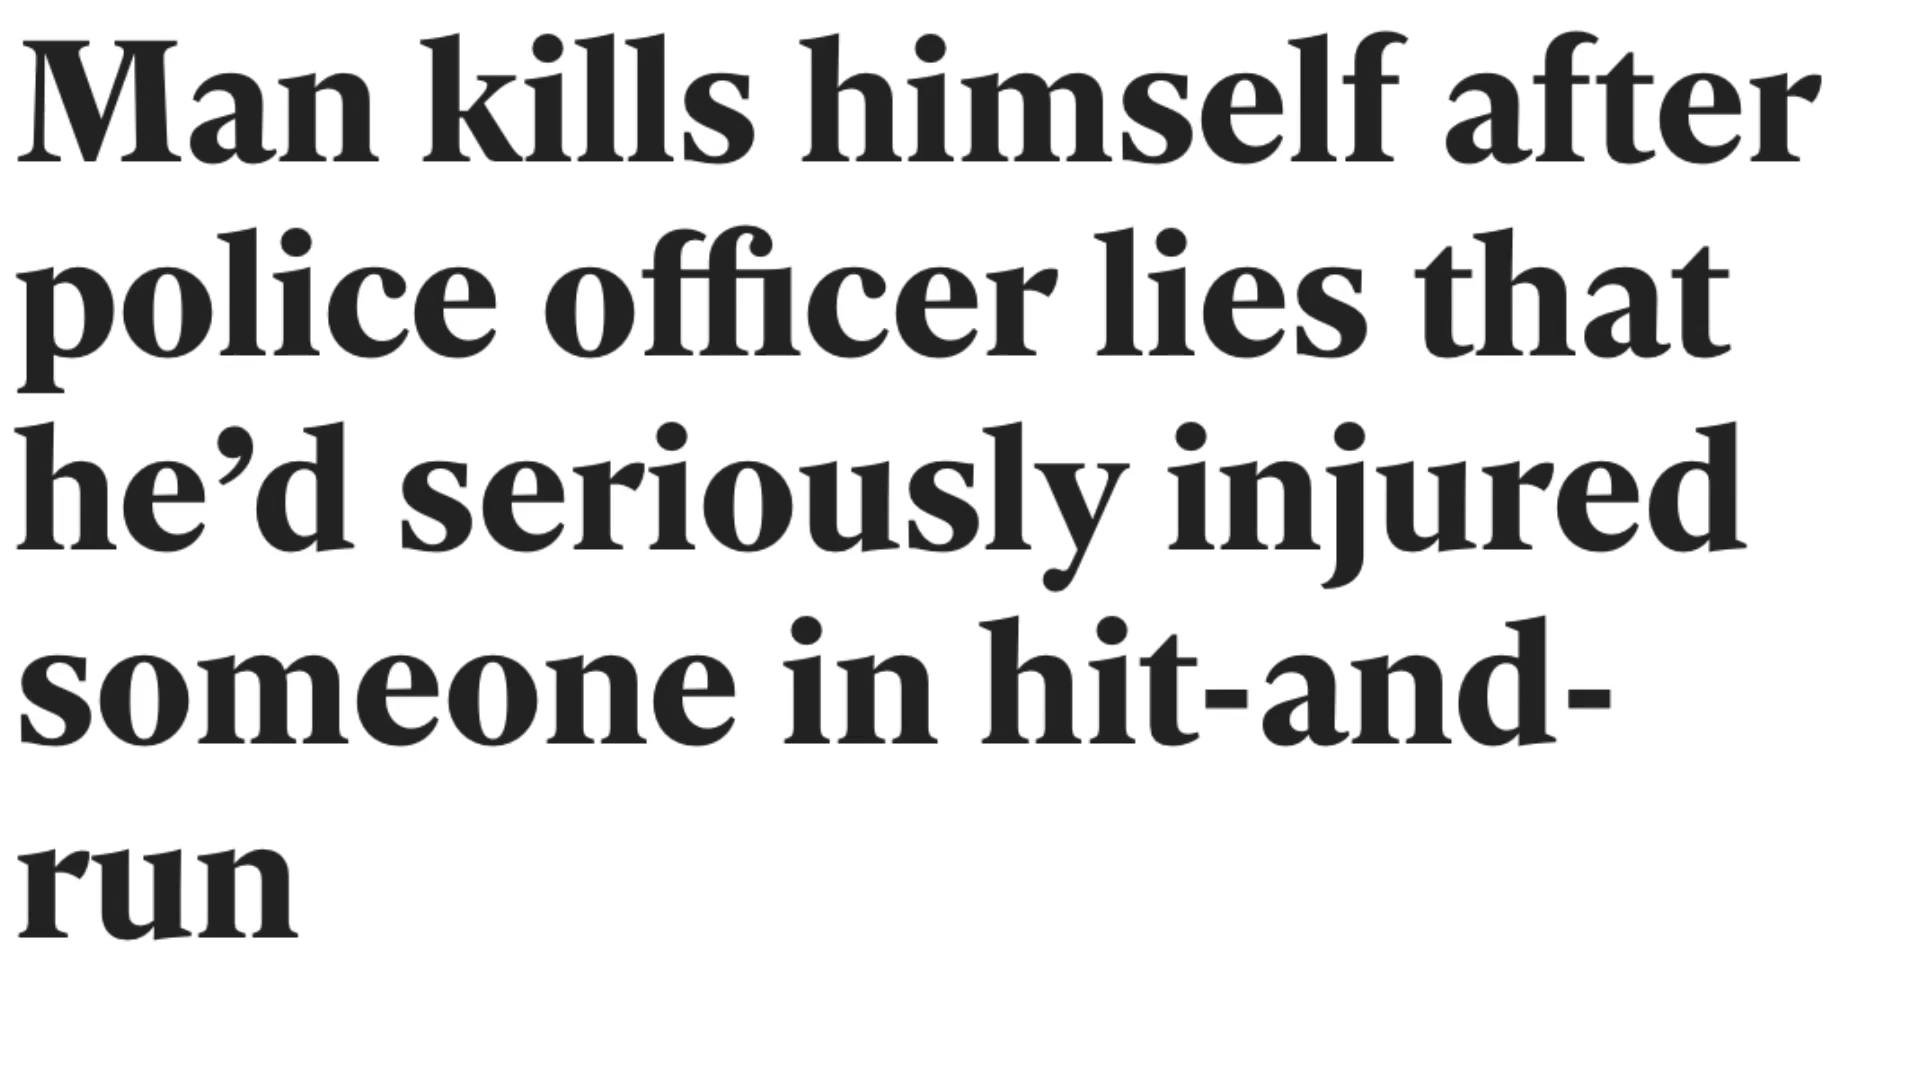 Man kills himself after
police officer lies that
he’d seriously injured
someone in hit-and-
run